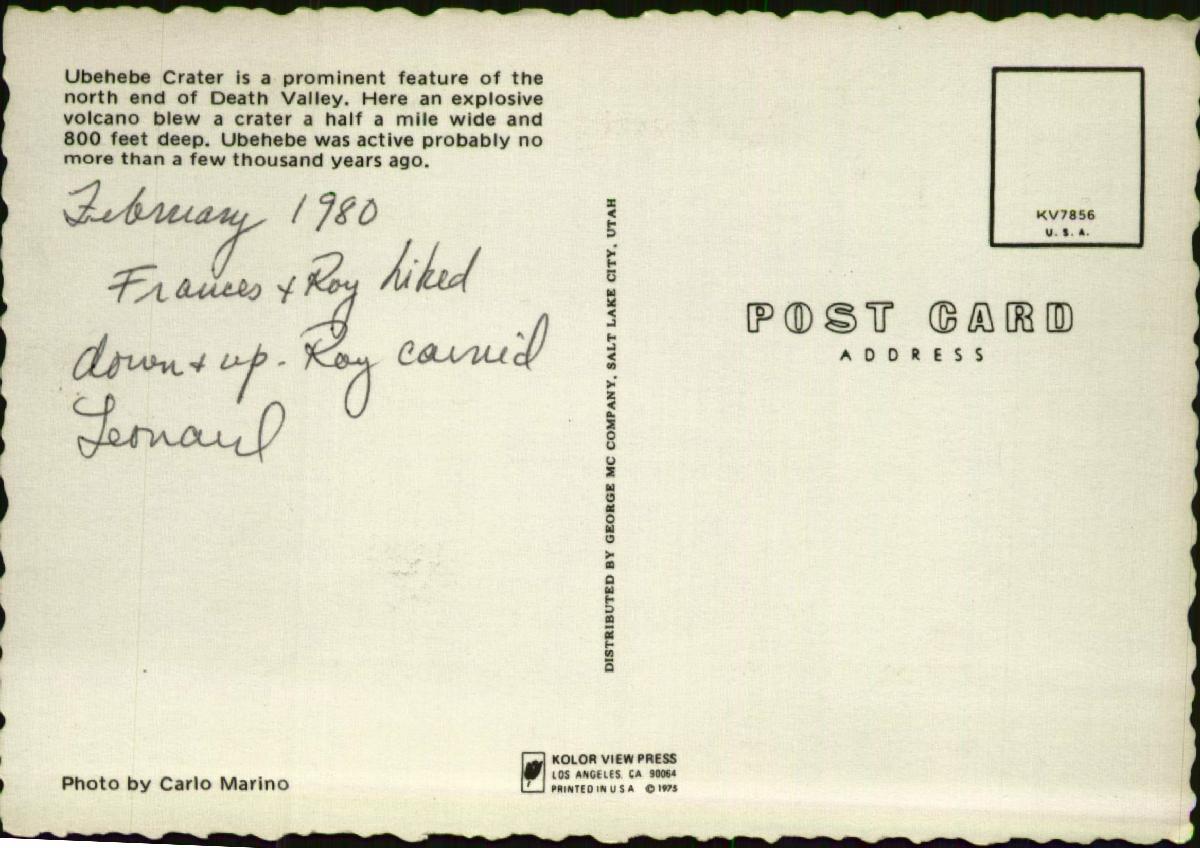 Ubehebe Crater is a prominent feature of the
north end of Death Valley. Here an explosive
volcano blew a crater a half a mile wide and
800 feet deep. Ubehebe was active probably no
more than a few thousand years ago.
February 1980
Frances + Roy hiked
down + up - Roy carried
Leonard
Photo by Carlo Marino
DISTRIBUTED BY GEORGE MC COMPANY, SALT LAKE CITY, UTAH
KOLOR VIEW PRESS
LOS ANGELES, CA 90064
PRINTED IN U S A © 1975
KV7856
U. S. A.
POST CARD
ADDRESS